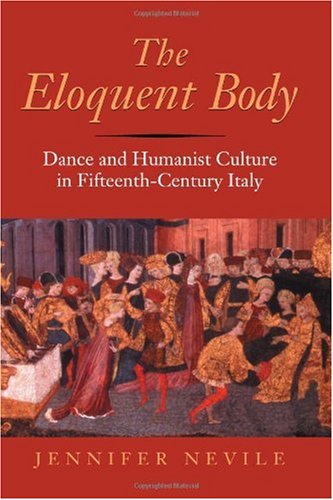 The
Eloquent Body
Dance and Humanist Culture
in Fifteenth-Century Italy
JENNIFER NEVILE